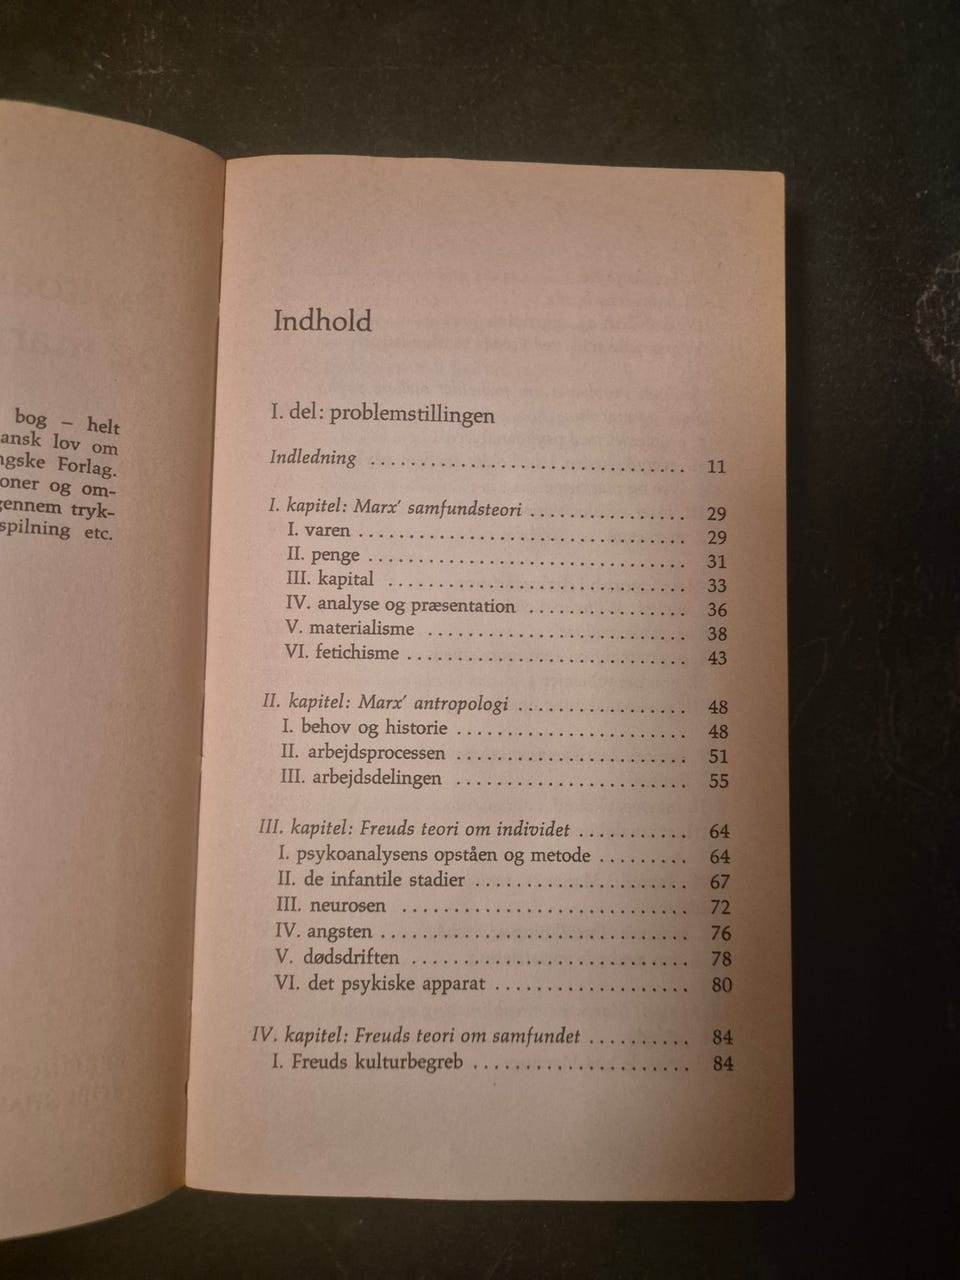 bog – helt
ansk lov om
ngske Forlag.
oner og om-
gennem tryk-
spilning etc.
Indhold
I. del: problemstillingen
Indledning ................................ 11
I. kapitel: Marx' samfundsteori ................ 29
I. varen .................................. 29
II. penge ................................. 31
III. kapital ............................... 33
IV. analyse og præsentation ................ 36
V. materialisme ........................... 38
VI. fetichisme ............................. 43
II. kapitel: Marx' antropologi ................. 48
I. behov og historie ....................... 48
II. arbejdsprocessen ....................... 51
III. arbejdsdelingen ........................ 55
III. kapitel: Freuds teori om individet ........... 64
I. psykoanalysens opståen og metode ......... 64
II. de infantile stadier ..................... 67
III. neurosen ............................. 72
IV. angsten ............................... 76
V. dødsdriften ............................ 78
VI. det psykiske apparat ................... 80
IV. kapitel: Freuds teori om samfundet .......... 84
I. Freuds kulturbegreb ..................... 84